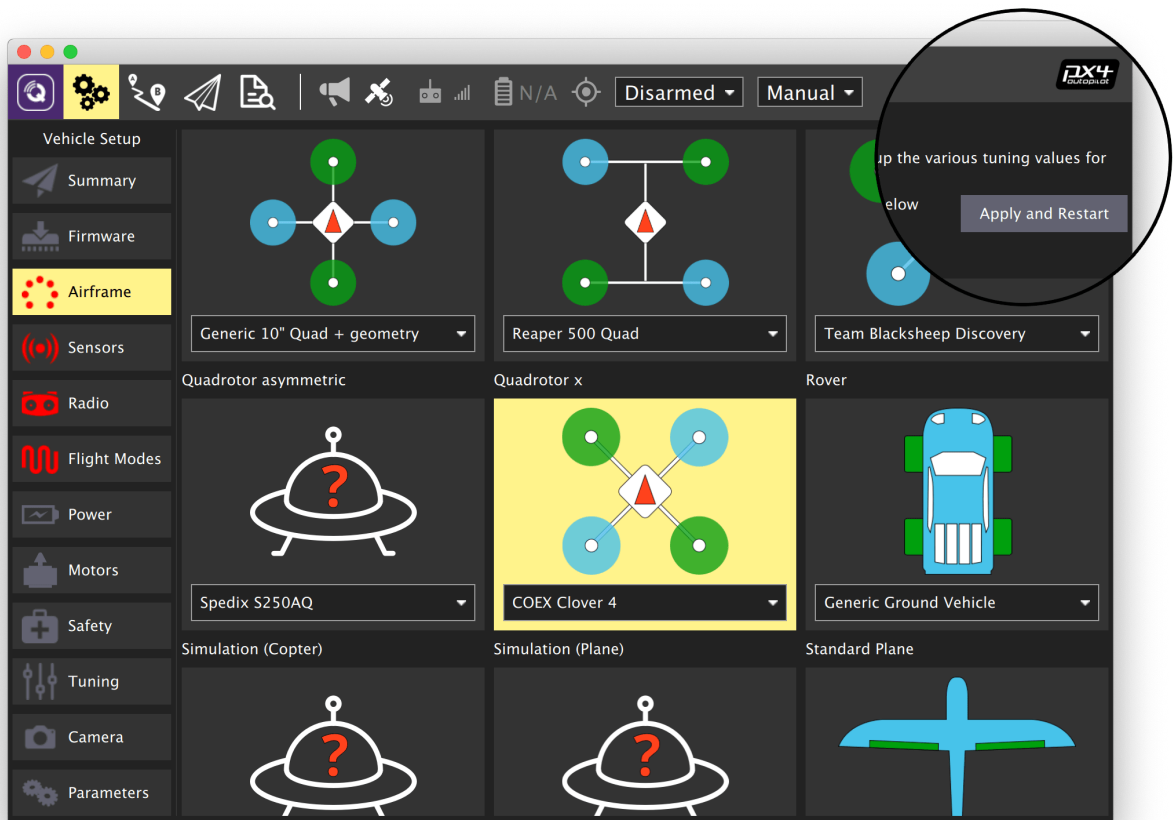 N/A
Disarmed
Manual
px4
autopilot
Vehicle Setup
Summary
Firmware
Airframe
Sensors
Radio
Flight Modes
Power
Motors
Safety
Tuning
Camera
Parameters
up the various tuning values for
elow
Apply and Restart
Generic 10" Quad + geometry
Reaper 500 Quad
Team Blacksheep Discovery
Quadrotor asymmetric
Quadrotor x
Rover
?
Spedix S250AQ
COEX Clover 4
Generic Ground Vehicle
Simulation (Copter)
Simulation (Plane)
Standard Plane
?
?